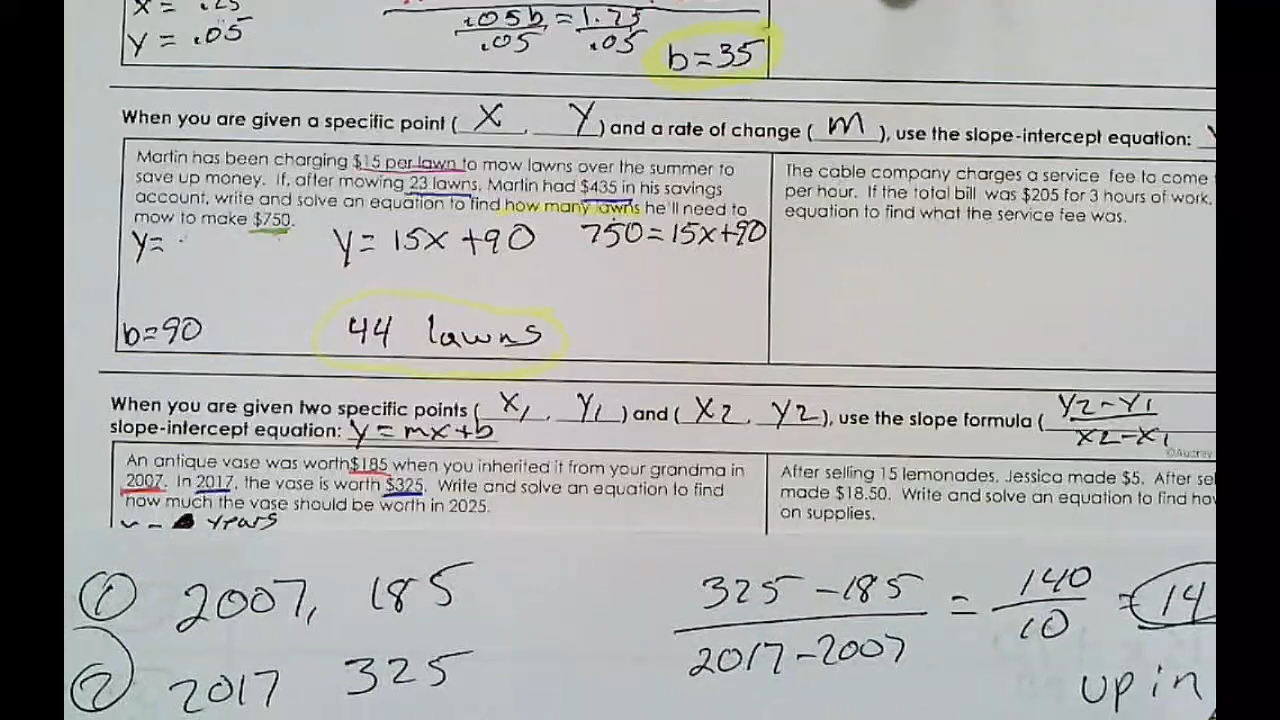 x = .25
y = .05
.05b = 1.75
.05 .05
b=35
When you are given a specific point ( X , Y ) and a rate of change ( m ), use the slope-intercept equation:
Martin has been charging $15 per lawn to mow lawns over the summer to
save up money. If, after mowing 23 lawns, Martin had $435 in his savings
account, write and solve an equation to find how many lawns he'll need to
mow to make $750.
y=
y = 15x +90
750=15x+90
b=90
44 lawns
The cable company charges a service fee to come
per hour. If the total bill was $205 for 3 hours of work,
equation to find what the service fee was.
When you are given two specific points ( X1, Y1 ) and ( X2, Y2 ), use the slope formula ( Y2-Y1
X2-X1
slope-intercept equation: y=mx+b
An antique vase was worth $185 when you inherited it from your grandma in
2007. In 2017, the vase is worth $325. Write and solve an equation to find
how much the vase should be worth in 2025.
years
After selling 15 lemonades, Jessica made $5. After
made $18.50. Write and solve an equation to find
on supplies.
① 2007, 185
② 2017 325
325-185 = 140 = 14
2017-2007 10
up in